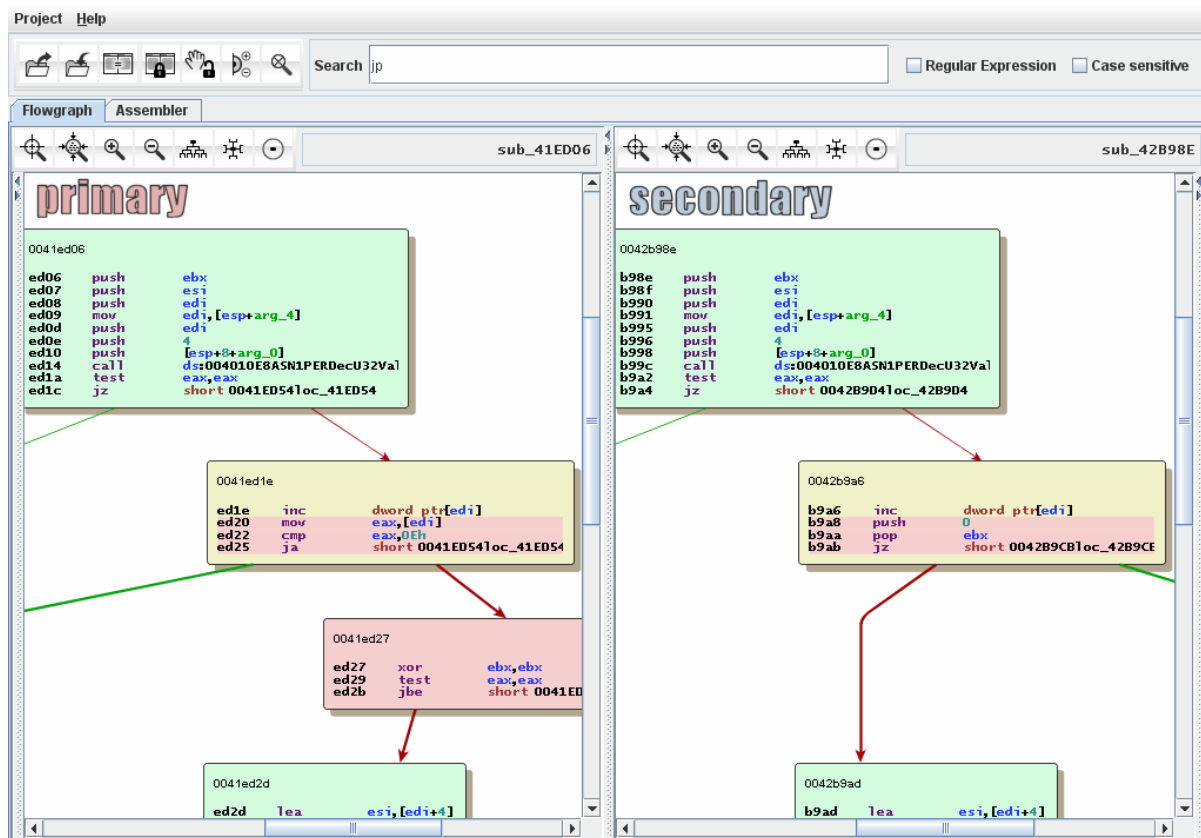 Project Help
Search jp Regular Expression Case sensitive
Flowgraph Assembler
sub_41ED06
primary
0041ed06
ed06 push ebx
ed07 push esi
ed08 push edi
ed09 mov edi,[esp+arg_4]
ed0d push edi
ed0e push 4
ed10 push [esp+8+arg_0]
ed14 call ds:004010E8ASN1PERDecU32Val
ed1a test eax,eax
ed1c jz short 0041ED54loc_41ED54
0041ed1e
ed1e inc dword ptr[edi]
ed20 mov eax,[edi]
ed22 cmp eax,0Eh
ed25 ja short 0041ED54loc_41ED54
0041ed27
ed27 xor ebx,ebx
ed29 test eax,eax
ed2b jbe short 0041ED
0041ed2d
ed2d lea esi,[edi+4]
sub_42B98E
secondary
0042b98e
b98e push ebx
b98f push esi
b990 push edi
b991 mov edi,[esp+arg_4]
b995 push edi
b996 push 4
b998 push [esp+8+arg_0]
b99c call ds:004010E8ASN1PERDecU32Val
b9a2 test eax,eax
b9a4 jz short 0042B9D4loc_42B9D4
0042b9a6
b9a6 inc dword ptr[edi]
b9a8 push 0
b9aa pop ebx
b9ab jz short 0042B9CBloc_42B9CB
0042b9ad
b9ad lea esi,[edi+4]